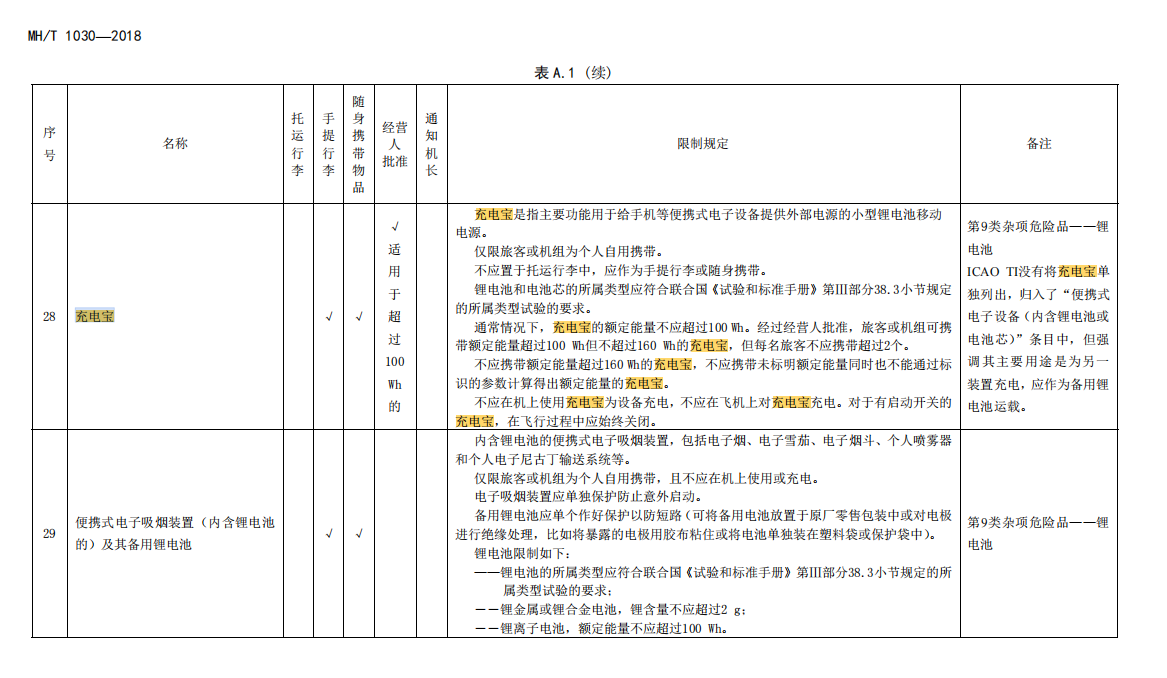 MH/T 1030—2018
表 A.1 (续)
序
号
名称
托
运
行
李
手
提
行
李
随
身
携
带
物
品
经营
人
批准
通
知
机
长
限制规定
备注
28
充电宝
√
√
√
适
用
于
超
过
100
Wh
的
充电宝是指主要功能用于给手机等便携式电子设备提供外部电源的小型锂电池移动
电源。
仅限旅客或机组为个人自用携带。
不应置于托运行李中，应作为手提行李或随身携带。
锂电池和电池芯的所属类型应符合联合国《试验和标准手册》第III部分38.3小节规定
的所属类型试验的要求。
通常情况下，充电宝的额定能量不应超过100 Wh。经过经营人批准，旅客或机组可携
带额定能量超过100 Wh但不超过160 Wh的充电宝，但每名旅客不应携带超过2个。
不应携带额定能量超过160 Wh的充电宝，不应携带未标明额定能量同时也不能通过标
识的参数计算得出额定能量的充电宝。
不应在机上使用充电宝为设备充电，不应在飞机上对充电宝充电。对于有启动开关的
充电宝，在飞行过程中应始终关闭。
第9类杂项危险品——锂
电池
ICAO TI没有将充电宝单
独列出，归入了“便携式
电子设备（内含锂电池或
电池芯）”条目中，但强
调其主要用途是为另一
装置充电，应作为备用锂
电池运载。
29
便携式电子吸烟装置（内含锂电池
的）及其备用锂电池
√
√
内含锂电池的便携式电子吸烟装置，包括电子烟、电子雪茄、电子烟斗、个人喷雾器
和个人电子尼古丁输送系统等。
仅限旅客或机组为个人自用携带，且不应在机上使用或充电。
电子吸烟装置应单独保护防止意外启动。
备用锂电池应单个作好保护以防短路（可将备用电池放置于原厂零售包装中或对电极
进行绝缘处理，比如将暴露的电极用胶布粘住或将电池单独装在塑料袋或保护袋中）。
锂电池限制如下：
——锂电池的所属类型应符合联合国《试验和标准手册》第III部分38.3小节规定的所
属类型试验的要求；
——锂金属或锂合金电池，锂含量不应超过2 g；
——锂离子电池，额定能量不应超过100 Wh。
第9类杂项危险品——锂
电池